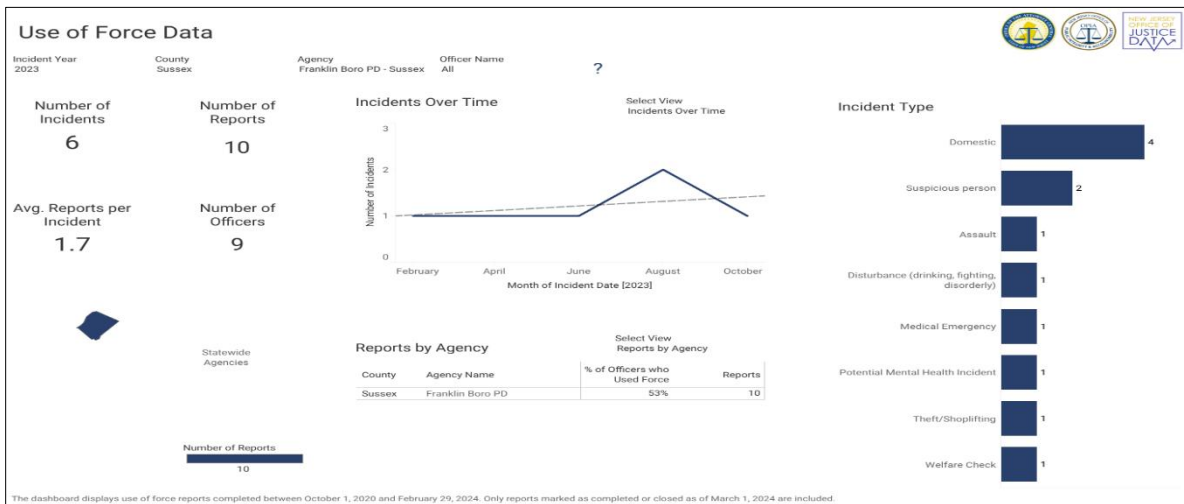 Use of Force Data
NEW JERSEY
OFFICE OF
JUSTICE
DATA
Incident Year
2023
County
Sussex
Agency
Franklin Boro PD - Sussex
Officer Name
All
?
Number of
Incidents
6
Number of
Reports
10
Avg. Reports per
Incident
1.7
Number of
Officers
9
Statewide
Agencies
Number of Reports
10
Incidents Over Time
Select View
Incidents Over Time
Number of Incidents
3
2
1
0
February April June August October
Month of Incident Date [2023]
Reports by Agency
Select View
Reports by Agency
County Agency Name % of Officers who Used Force Reports
Sussex Franklin Boro PD 53% 10
Incident Type
Domestic 4
Suspicious person 2
Assault 1
Disturbance (drinking, fighting,
disorderly) 1
Medical Emergency 1
Potential Mental Health Incident 1
Theft/Shoplifting 1
Welfare Check 1
The dashboard displays use of force reports completed between October 1, 2020 and February 29, 2024. Only reports marked as completed or closed as of March 1, 2024 are included.